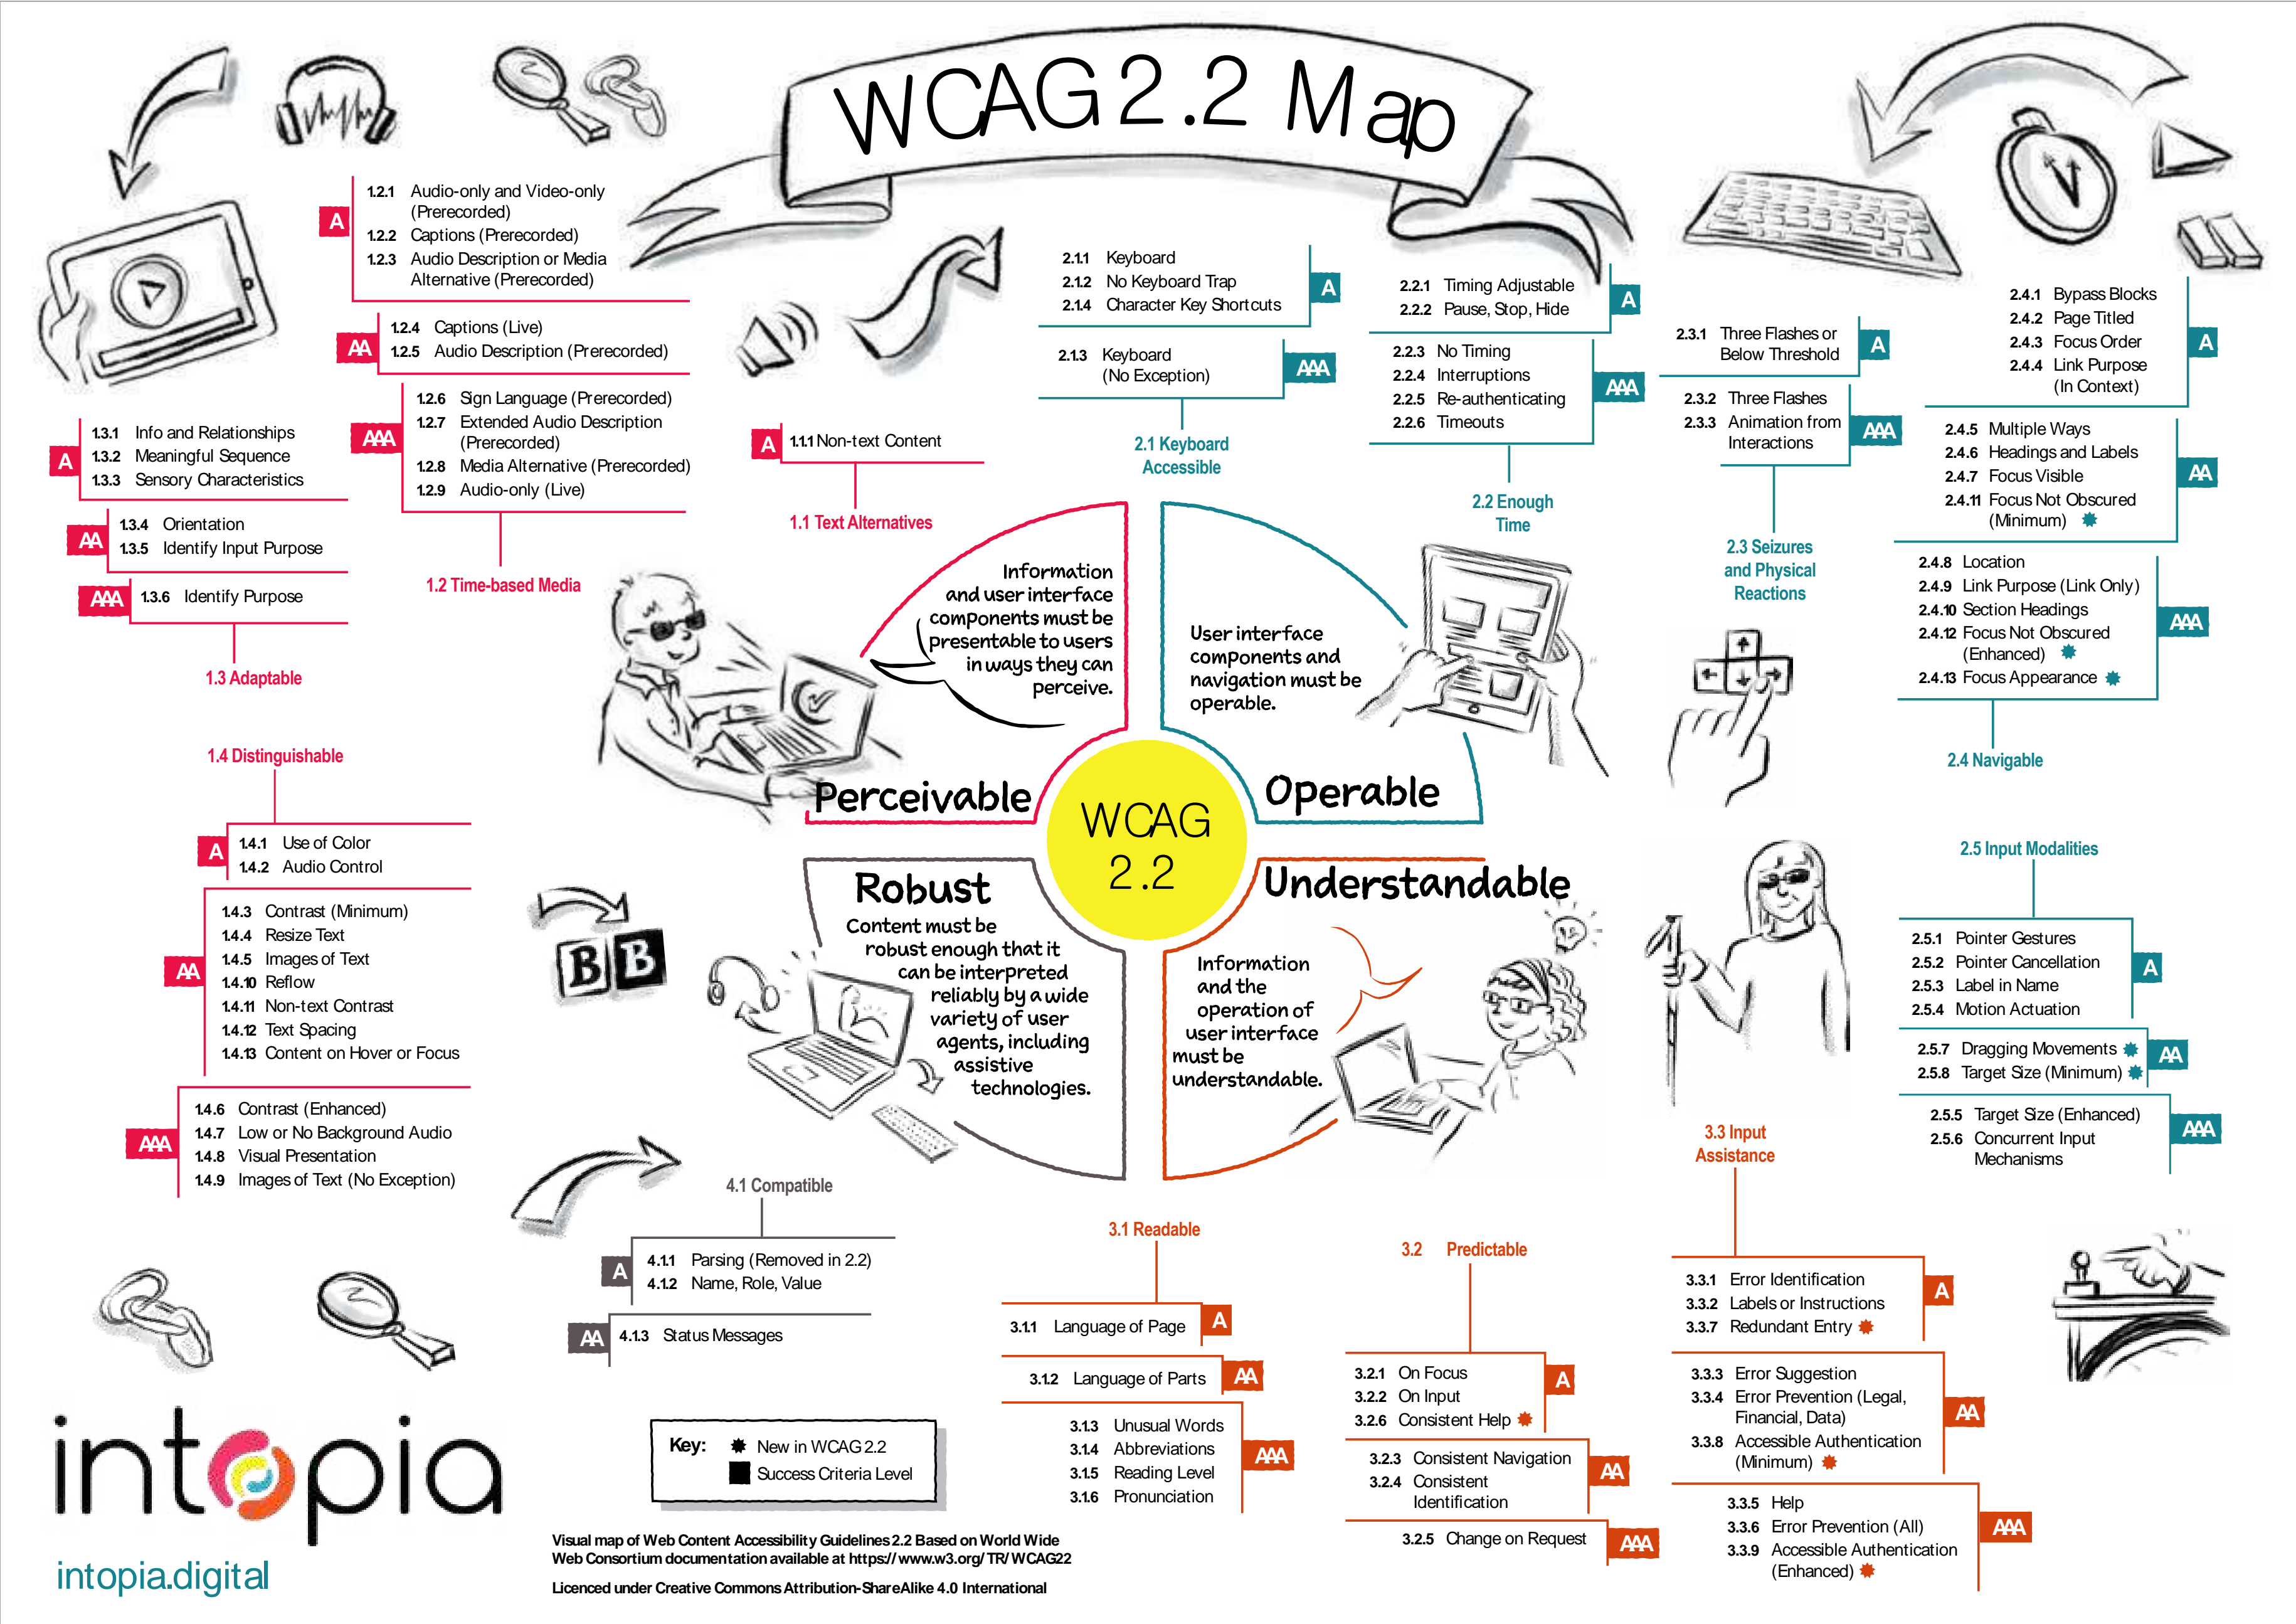 WCAG 2.2 Map
1.2.1 Audio-only and Video-only
(Prerecorded)
1.2.2 Captions (Prerecorded)
1.2.3 Audio Description or Media
Alternative (Prerecorded)
A
1.2.4 Captions (Live)
1.2.5 Audio Description (Prerecorded)
AA
1.2.6 Sign Language (Prerecorded)
1.2.7 Extended Audio Description
(Prerecorded)
1.2.8 Media Alternative (Prerecorded)
1.2.9 Audio-only (Live)
AAA
1.2 Time-based Media
1.3.1 Info and Relationships
1.3.2 Meaningful Sequence
1.3.3 Sensory Characteristics
A
1.3.4 Orientation
1.3.5 Identify Input Purpose
AA
AAA 1.3.6 Identify Purpose
1.3 Adaptable
A 1.1.1 Non-text Content
1.1 Text Alternatives
2.1.1 Keyboard
2.1.2 No Keyboard Trap
2.1.4 Character Key Shortcuts
A
2.1.3 Keyboard
(No Exception)
AAA
2.1 Keyboard
Accessible
2.2.1 Timing Adjustable
2.2.2 Pause, Stop, Hide
A
2.2.3 No Timing
2.2.4 Interruptions
2.2.5 Re-authenticating
2.2.6 Timeouts
AAA
2.2 Enough
Time
2.3.1 Three Flashes or
Below Threshold
A
2.3.2 Three Flashes
2.3.3 Animation from
Interactions
AAA
2.3 Seizures
and Physical
Reactions
2.4.1 Bypass Blocks
2.4.2 Page Titled
2.4.3 Focus Order
2.4.4 Link Purpose
(In Context)
A
2.4.5 Multiple Ways
2.4.6 Headings and Labels
2.4.7 Focus Visible
2.4.11 Focus Not Obscured
(Minimum)
AA
2.4.8 Location
2.4.9 Link Purpose (Link Only)
2.4.10 Section Headings
2.4.12 Focus Not Obscured
(Enhanced)
2.4.13 Focus Appearance
AAA
2.4 Navigable
Information
and user interface
components must be
presentable to users
in ways they can
perceive.
Perceivable
User interface
components and
navigation must be
operable.
Operable
WCAG
2.2
1.4 Distinguishable
1.4.1 Use of Color
1.4.2 Audio Control
A
1.4.3 Contrast (Minimum)
1.4.4 Resize Text
1.4.5 Images of Text
1.4.10 Reflow
1.4.11 Non-text Contrast
1.4.12 Text Spacing
1.4.13 Content on Hover or Focus
AA
1.4.6 Contrast (Enhanced)
1.4.7 Low or No Background Audio
1.4.8 Visual Presentation
1.4.9 Images of Text (No Exception)
AAA
B B
Robust
Content must be
robust enough that it
can be interpreted
reliably by a wide
variety of user
agents, including
assistive
technologies.
Understandable
Information
and the
operation of
user interface
must be
understandable.
2.5 Input Modalities
2.5.1 Pointer Gestures
2.5.2 Pointer Cancellation
2.5.3 Label in Name
2.5.4 Motion Actuation
A
2.5.7 Dragging Movements
2.5.8 Target Size (Minimum)
AA
2.5.5 Target Size (Enhanced)
2.5.6 Concurrent Input
Mechanisms
AAA
4.1 Compatible
4.1.1 Parsing (Removed in 2.2)
4.1.2 Name, Role, Value
A
AA 4.1.3 Status Messages
3.1 Readable
3.1.1 Language of Page A
3.1.2 Language of Parts AA
3.1.3 Unusual Words
3.1.4 Abbreviations
3.1.5 Reading Level
3.1.6 Pronunciation
AAA
3.2 Predictable
3.2.1 On Focus
3.2.2 On Input
3.2.6 Consistent Help
A
3.2.3 Consistent Navigation
3.2.4 Consistent
Identification
AA
3.2.5 Change on Request AAA
3.3 Input
Assistance
3.3.1 Error Identification
3.3.2 Labels or Instructions
3.3.7 Redundant Entry
A
3.3.3 Error Suggestion
3.3.4 Error Prevention (Legal,
Financial, Data)
3.3.8 Accessible Authentication
(Minimum)
AA
3.3.5 Help
3.3.6 Error Prevention (All)
3.3.9 Accessible Authentication
(Enhanced)
AAA
Key: New in WCAG 2.2
Success Criteria Level
intopia
intopia.digital
Visual map of Web Content Accessibility Guidelines 2.2 Based on World Wide
Web Consortium documentation available at https://www.w3.org/TR/WCAG22
Licenced under Creative Commons Attribution-ShareAlike 4.0 International